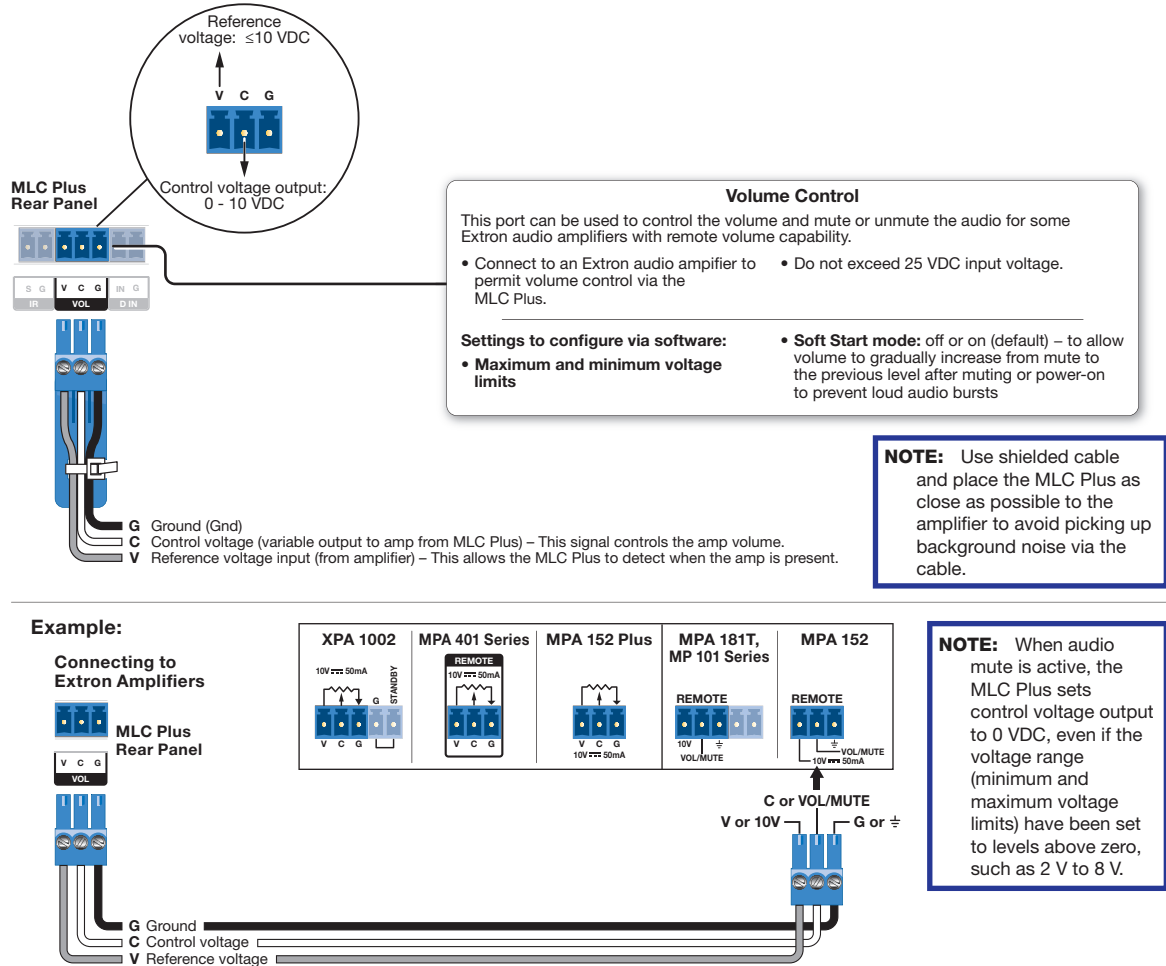 Reference
voltage: ≤10 VDC
V C G
Control voltage output:
0 - 10 VDC
MLC Plus
Rear Panel
S G V C G IN G
IR VOL D IN
Volume Control
This port can be used to control the volume and mute or unmute the audio for some
Extron audio amplifiers with remote volume capability.
• Connect to an Extron audio ampifier to
permit volume control via the
MLC Plus.
• Do not exceed 25 VDC input voltage.
Settings to configure via software:
• Maximum and minimum voltage
limits
• Soft Start mode: off or on (default) – to allow
volume to gradually increase from mute to
the previous level after muting or power-on
to prevent loud audio bursts
NOTE: Use shielded cable
and place the MLC Plus as
close as possible to the
amplifier to avoid picking up
background noise via the
cable.
G Ground (Gnd)
C Control voltage (variable output to amp from MLC Plus) – This signal controls the amp volume.
V Reference voltage input (from amplifier) – This allows the MLC Plus to detect when the amp is present.
Example:
Connecting to
Extron Amplifiers
MLC Plus
Rear Panel
V C G
VOL
XPA 1002
10V ⎓ 50mA
G
STANDBY
V C G
MPA 401 Series
REMOTE
10V ⎓ 50mA
V C G
MPA 152 Plus
V C G
10V ⎓ 50mA
MPA 181T,
MP 101 Series
REMOTE
10V ⏚
VOL/MUTE
MPA 152
REMOTE
⏚
VOL/MUTE
10V ⎓ 50mA
C or VOL/MUTE
V or 10V
G or ⏚
G Ground
C Control voltage
V Reference voltage
NOTE: When audio
mute is active, the
MLC Plus sets
control voltage output
to 0 VDC, even if the
voltage range
(minimum and
maximum voltage
limits) have been set
to levels above zero,
such as 2 V to 8 V.